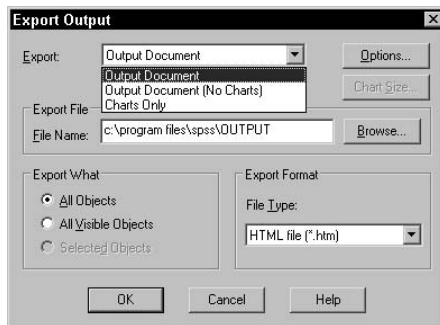 Export Output
Export: Output Document Options...
Output Document
Output Document (No Charts)
Charts Only
Chart Size...
Export File
File Name: c:\program files\spss\OUTPUT Browse...
Export What
All Objects
All Visible Objects
Selected Objects
Export Format
File Type:
HTML file (*.htm)
OK Cancel Help